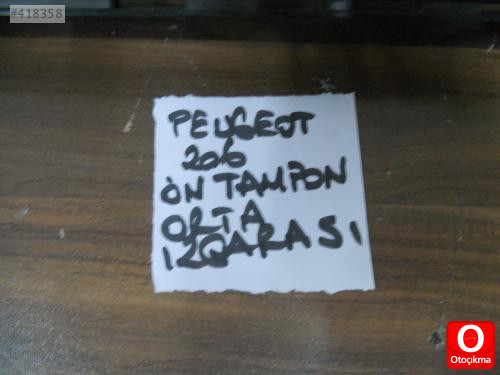 #418358
PEUGEOT
206
ÖN TAMPON
ORTA
IZGARASI
O
Otoçıkma